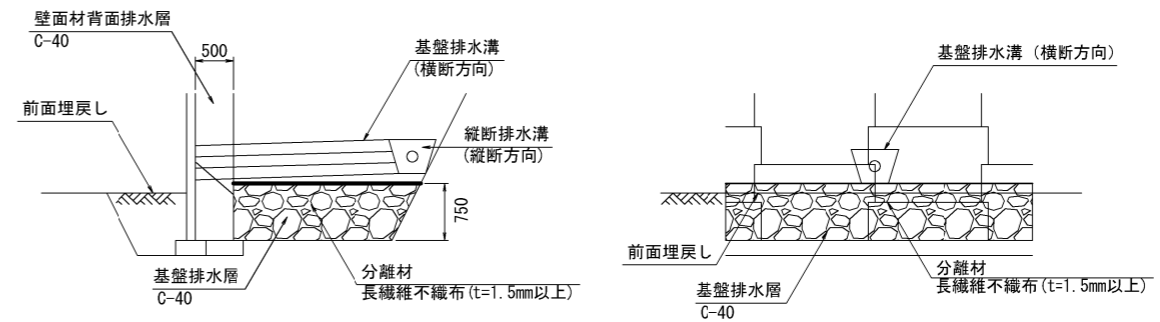 壁面材背面排水層
C-40
500
基盤排水溝
(横断方向)
前面埋戻し
縦断排水溝
(縦断方向)
750
基盤排水層
C-40
分離材
長繊維不織布(t=1.5mm以上)
基盤排水溝 (横断方向)
前面埋戻し
基盤排水層
C-40
分離材
長繊維不織布(t=1.5mm以上)